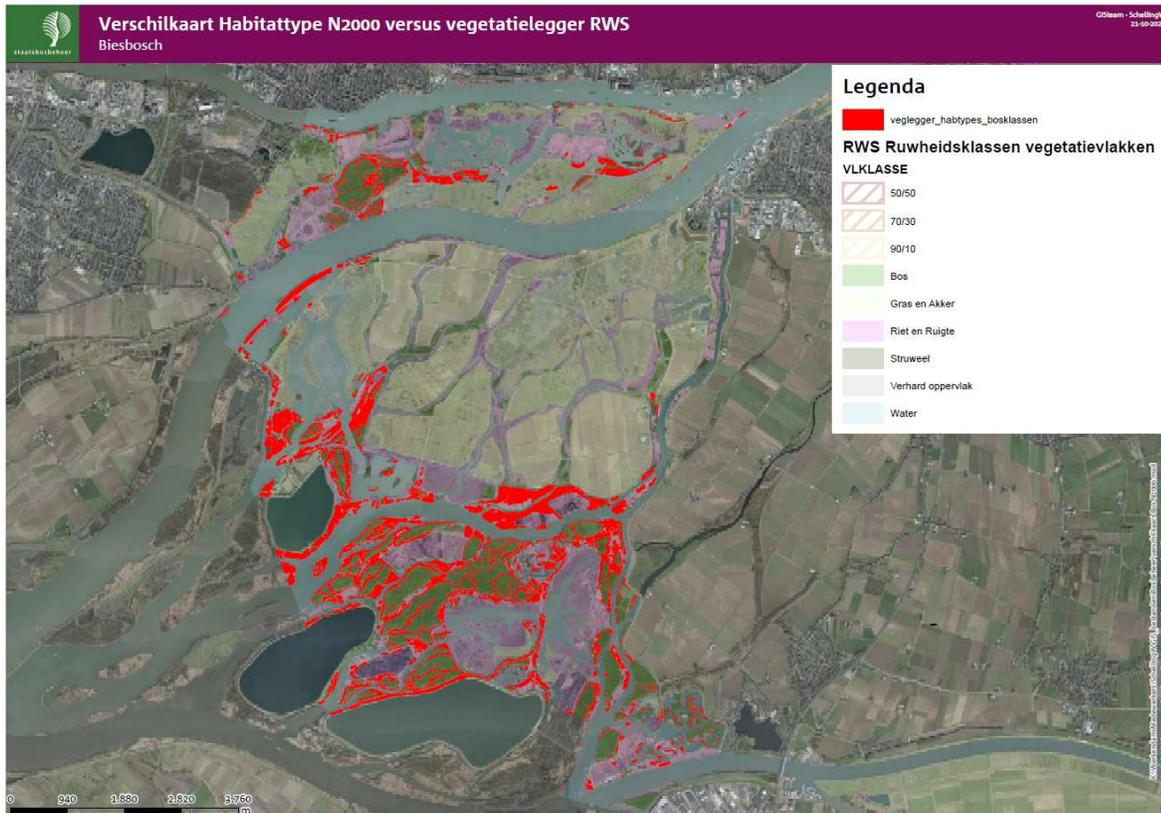 staatsbosbeheer
Verschilkaart Habitattype N2000 versus vegetatielegger RWS
Biesbosch
Legenda
veglegger_habtypes_bosklassen
RWS Ruwheidsklassen vegetatievlakken
VLKLASSE
50/50
70/30
90/10
Bos
Gras en Akker
Riet en Ruigte
Struweel
Verhard oppervlak
Water
0 940 1.880 2.820 3.760
m